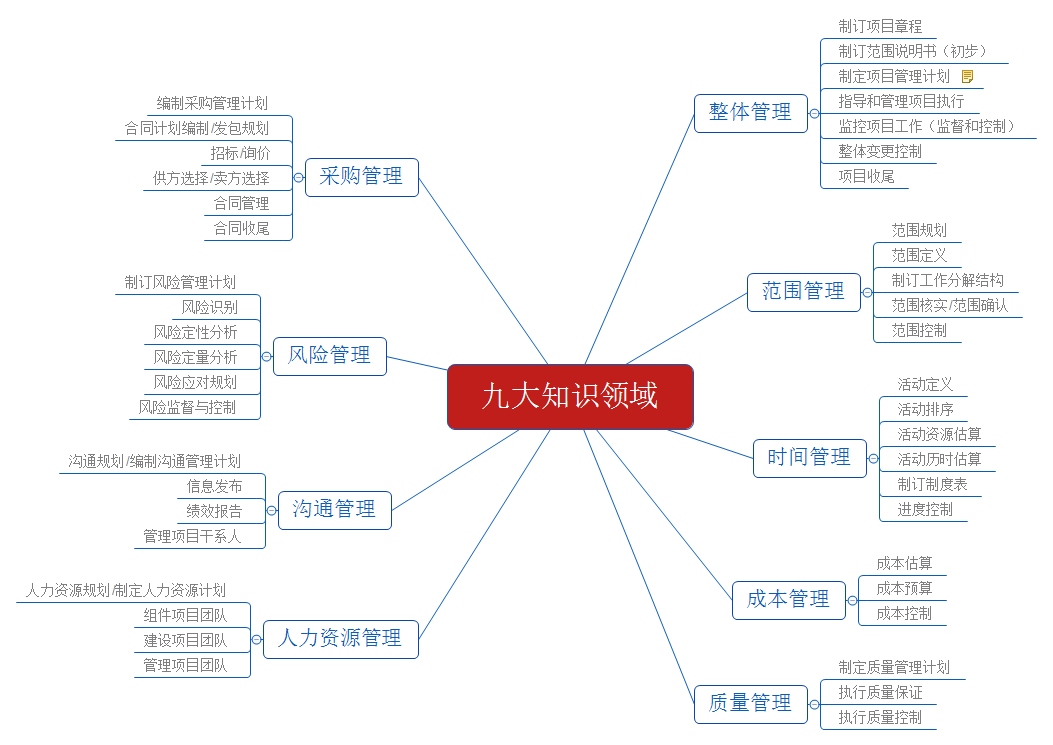 九大知识领域
整体管理
制订项目章程
制订范围说明书（初步）
制定项目管理计划
指导和管理项目执行
监控项目工作（监督和控制）
整体变更控制
项目收尾
范围管理
范围规划
范围定义
制订工作分解结构
范围核实/范围确认
范围控制
时间管理
活动定义
活动排序
活动资源估算
活动历时估算
制订制度表
进度控制
成本管理
成本估算
成本预算
成本控制
质量管理
制定质量管理计划
执行质量保证
执行质量控制
人力资源管理
人力资源规划/制定人力资源计划
组件项目团队
建设项目团队
管理项目团队
沟通管理
沟通规划/编制沟通管理计划
信息发布
绩效报告
管理项目干系人
风险管理
制订风险管理计划
风险识别
风险定性分析
风险定量分析
风险应对规划
风险监督与控制
采购管理
编制采购管理计划
合同计划编制/发包规划
招标/询价
供方选择/卖方选择
合同管理
合同收尾